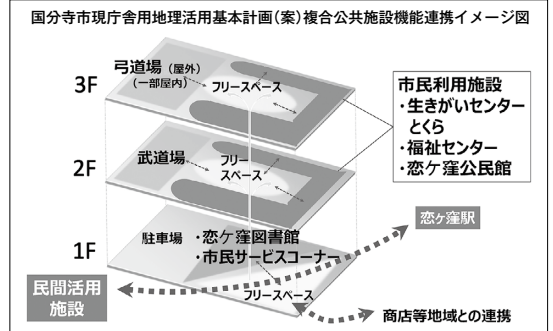 国分寺市現庁舎用地理活用基本計画(案)複合公共施設機能連携イメージ図
3F
弓道場(屋外)
(一部屋内)
フリースペース
市民利用施設
・生きがいセンター
とくら
・福祉センター
・恋ケ窪公民館
2F
武道場
フリー
スペース
1F
駐車場
・恋ケ窪図書館
・市民サービスコーナー
フリースペース
恋ヶ窪駅
民間活用
施設
商店等地域との連携